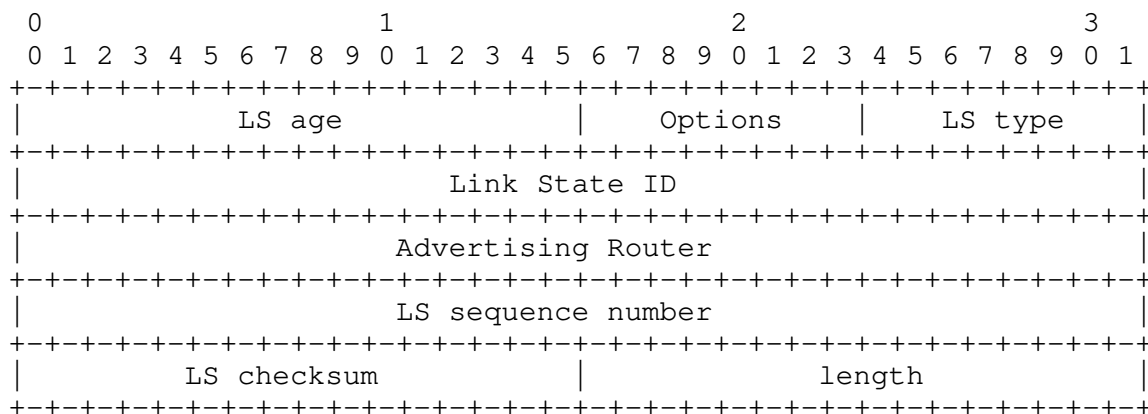 0                   1                   2                   3
 0 1 2 3 4 5 6 7 8 9 0 1 2 3 4 5 6 7 8 9 0 1 2 3 4 5 6 7 8 9 0 1
+-+-+-+-+-+-+-+-+-+-+-+-+-+-+-+-+-+-+-+-+-+-+-+-+-+-+-+-+-+-+-+-+
|            LS age             |    Options    |    LS type    |
+-+-+-+-+-+-+-+-+-+-+-+-+-+-+-+-+-+-+-+-+-+-+-+-+-+-+-+-+-+-+-+-+
|                        Link State ID                          |
+-+-+-+-+-+-+-+-+-+-+-+-+-+-+-+-+-+-+-+-+-+-+-+-+-+-+-+-+-+-+-+-+
|                     Advertising Router                        |
+-+-+-+-+-+-+-+-+-+-+-+-+-+-+-+-+-+-+-+-+-+-+-+-+-+-+-+-+-+-+-+-+
|                     LS sequence number                        |
+-+-+-+-+-+-+-+-+-+-+-+-+-+-+-+-+-+-+-+-+-+-+-+-+-+-+-+-+-+-+-+-+
|         LS checksum           |             length            |
+-+-+-+-+-+-+-+-+-+-+-+-+-+-+-+-+-+-+-+-+-+-+-+-+-+-+-+-+-+-+-+-+